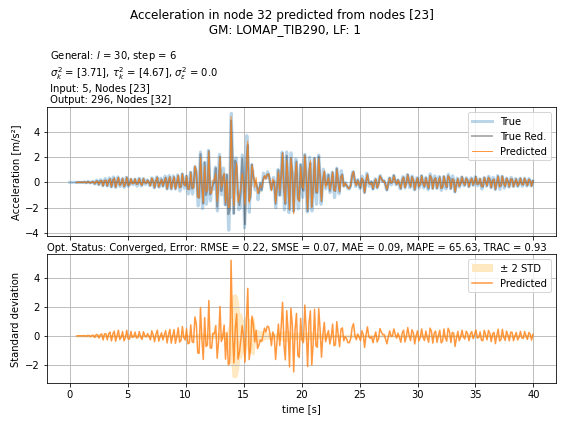 Acceleration in node 32 predicted from nodes [23]
GM: LOMAP_TIB290, LF: 1
General: l = 30, step = 6
σ²ₖ = [3.71], τ²ₖ = [4.67], σ²ε = 0.0
Input: 5, Nodes [23]
Output: 296, Nodes [32]
Acceleration [m/s²]
4
2
0
−2
−4
True
True Red.
Predicted
Opt. Status: Converged, Error: RMSE = 0.22, SMSE = 0.07, MAE = 0.09, MAPE = 65.63, TRAC = 0.93
Standard deviation
4
2
0
−2
± 2 STD
Predicted
0 5 10 15 20 25 30 35 40
time [s]